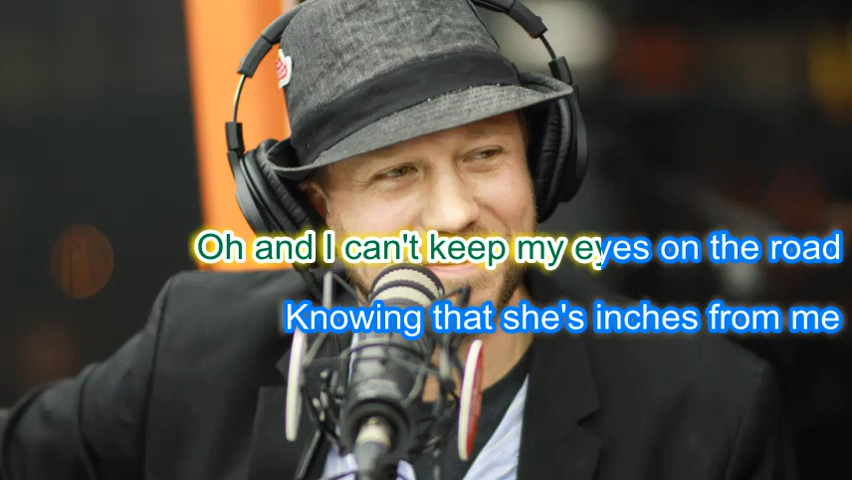 Oh and I can't keep my eyes on the road
Knowing that she's inches from me